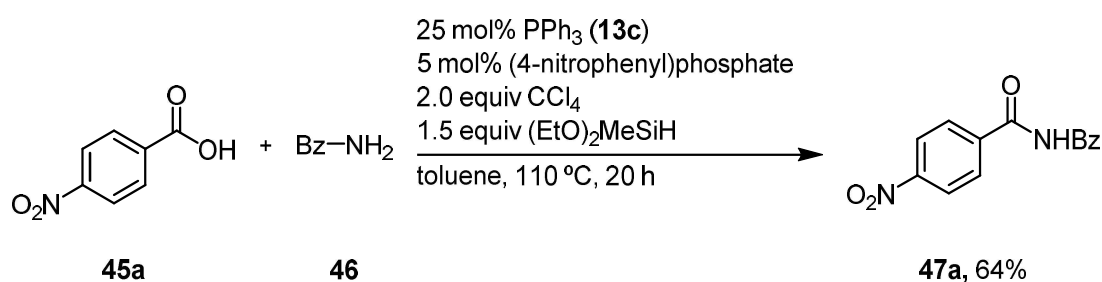 25 mol% PPh3 (13c)
5 mol% (4-nitrophenyl)phosphate
2.0 equiv CCl4
1.5 equiv (EtO)2MeSiH
toluene, 110 ºC, 20 h
O
OH
O2N
+
Bz–NH2
O
NHBz
O2N
45a
46
47a, 64%